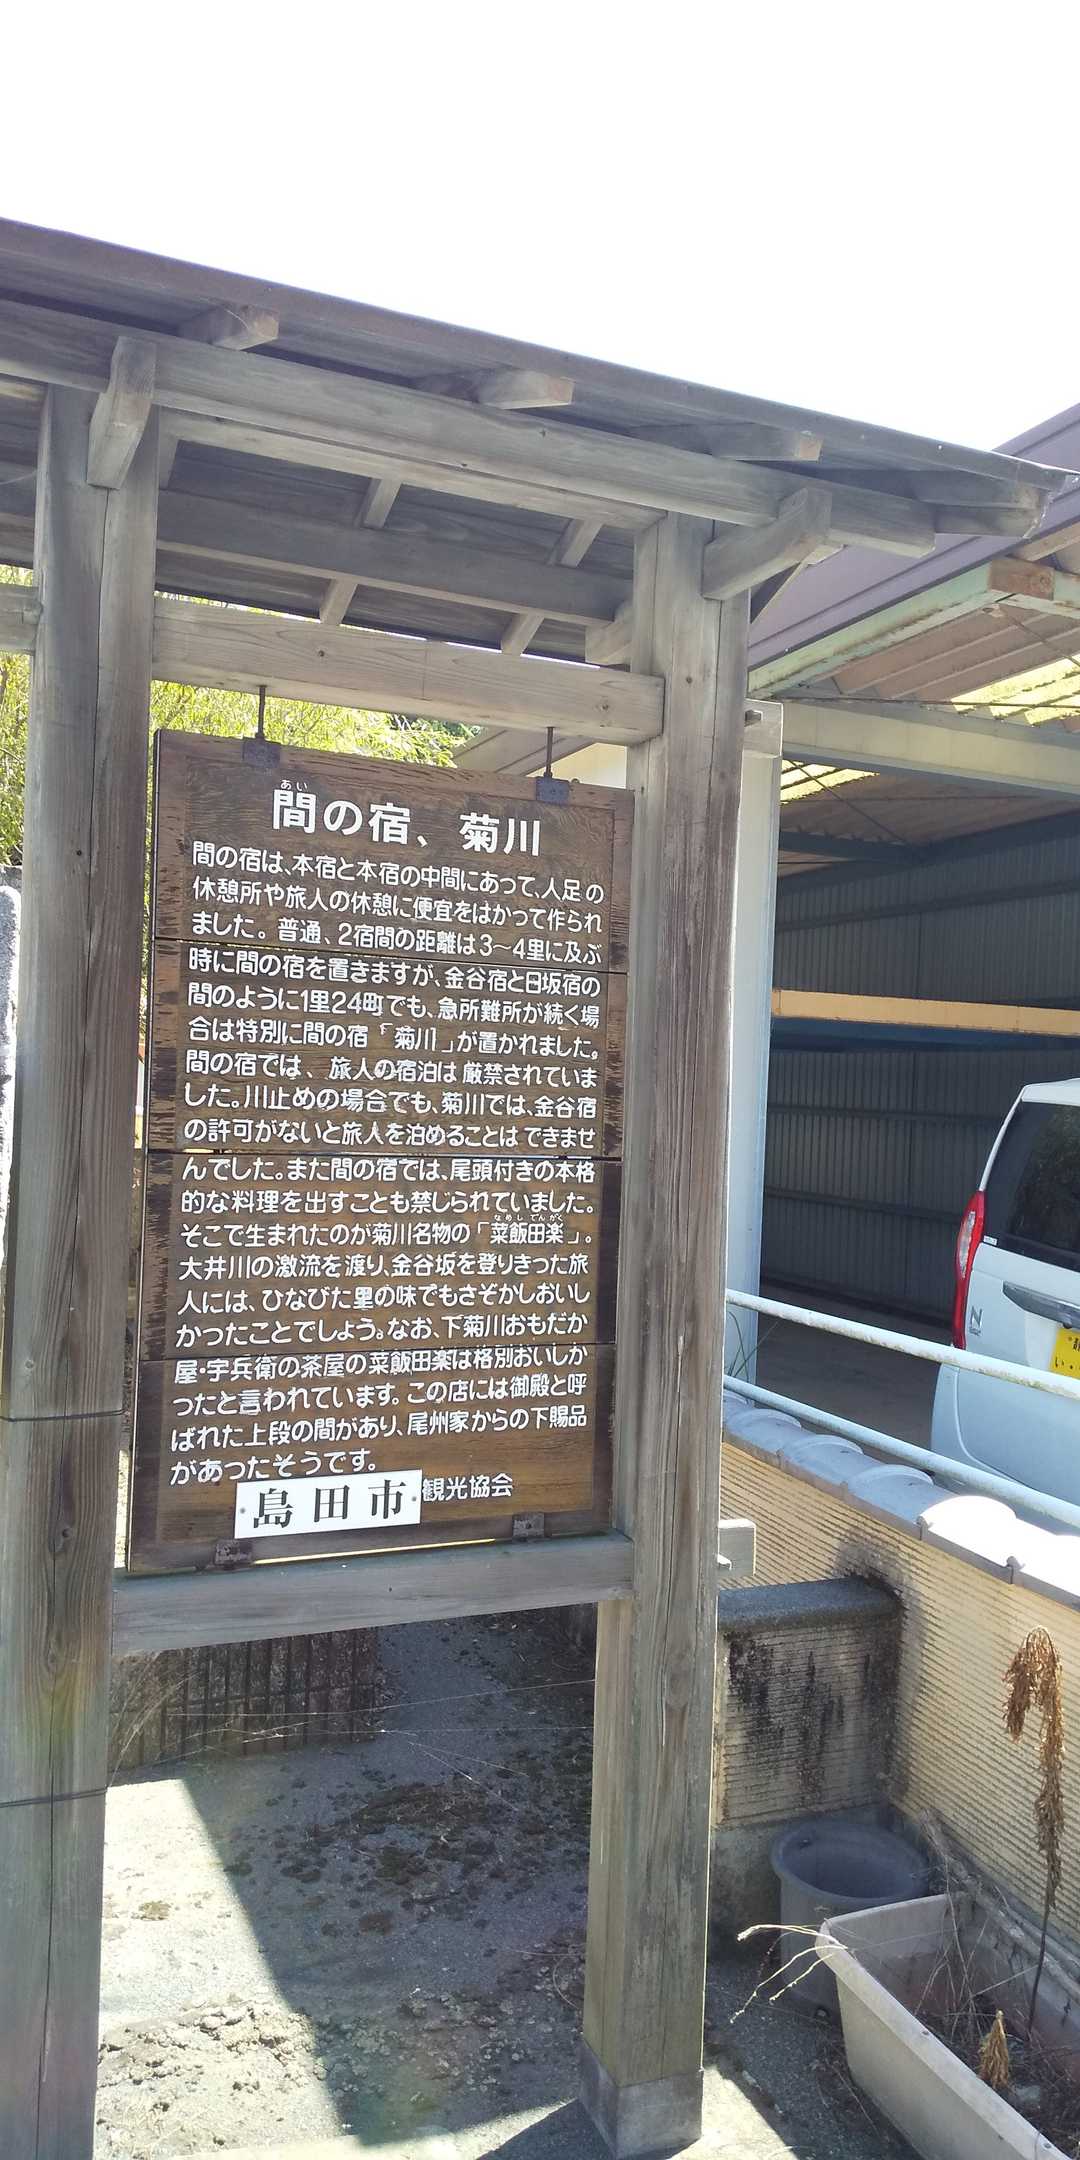 あい
間の宿、菊川
間の宿は、本宿と本宿の中間にあって、人足の
休憩所や旅人の休憩に便宜をはかって作られ
ました。普通、2宿間の距離は3〜4里に及ぶ
時に間の宿を置きますが、金谷宿と日坂宿の
間のように1里24町でも、急所難所が続く場
合は特別に間の宿「菊川」が置かれました。
間の宿では、旅人の宿泊は厳禁されていま
した。川止めの場合でも、菊川では、金谷宿
の許可がないと旅人を泊めることはできませ
んでした。また間の宿では、尾頭付きの本格
的な料理を出すことも禁じられていました。
なめしでんがく
そこで生まれたのが菊川名物の「菜飯田楽」。
大井川の激流を渡り、金谷坂を登りきった旅
人には、ひなびた里の味でもさぞかしおいし
かったことでしょう。なお、下菊川おもだか
屋・宇兵衛の茶屋の菜飯田楽は格別おいしか
ったと言われています。この店には御殿と呼
ばれた上段の間があり、尾州家からの下賜品
があったそうです。
島田市観光協会
N